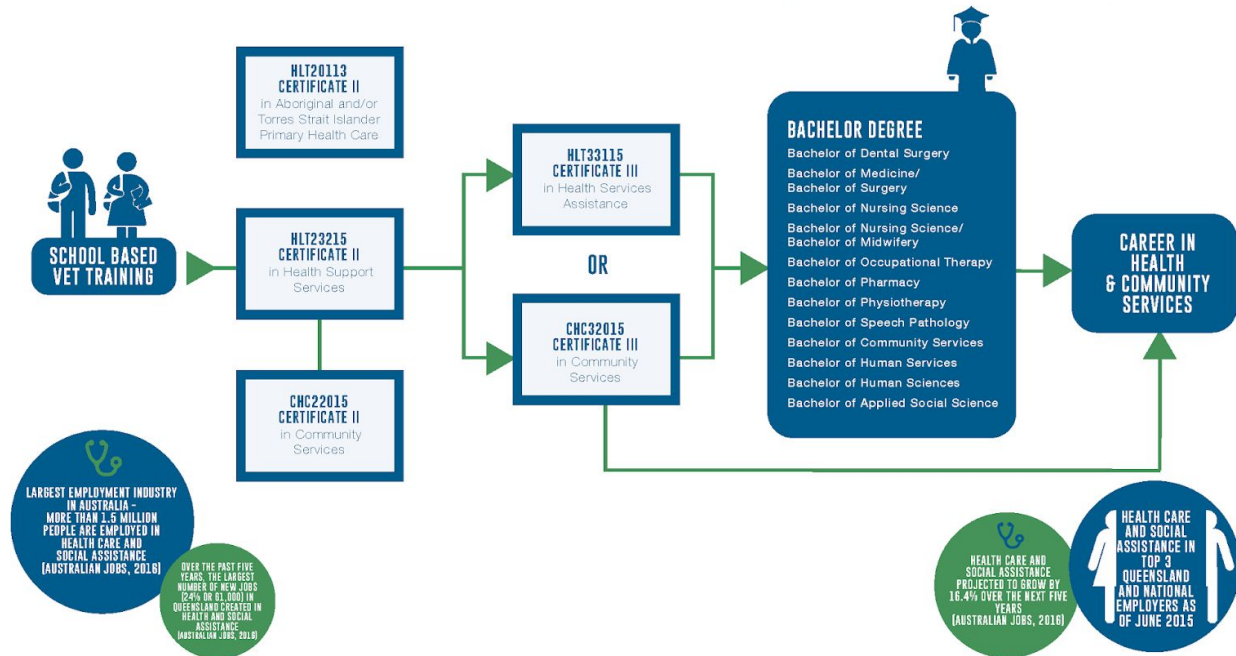 SCHOOL BASED
VET TRAINING
HLT20113
CERTIFICATE II
in Aboriginal and/or
Torres Strait Islander
Primary Health Care
HLT23215
CERTIFICATE II
in Health Support
Services
CHC22015
CERTIFICATE II
in Community
Services
HLT33115
CERTIFICATE III
in Health Services
Assistance
OR
CHC32015
CERTIFICATE III
in Community
Services
BACHELOR DEGREE
Bachelor of Dental Surgery
Bachelor of Medicine/
Bachelor of Surgery
Bachelor of Nursing Science
Bachelor of Nursing Science/
Bachelor of Midwifery
Bachelor of Occupational Therapy
Bachelor of Pharmacy
Bachelor of Physiotherapy
Bachelor of Speech Pathology
Bachelor of Community Services
Bachelor of Human Services
Bachelor of Human Sciences
Bachelor of Applied Social Science
CAREER IN
HEALTH
& COMMUNITY
SERVICES
LARGEST EMPLOYMENT INDUSTRY
IN AUSTRALIA -
MORE THAN 1.5 MILLION
PEOPLE ARE EMPLOYED IN
HEALTH CARE AND
SOCIAL ASSISTANCE
(AUSTRALIAN JOBS, 2016)
OVER THE PAST FIVE
YEARS, THE LARGEST
NUMBER OF NEW JOBS
(24% OR 61,000) IN
QUEENSLAND CREATED IN
HEALTH AND SOCIAL
ASSISTANCE
(AUSTRALIAN JOBS, 2016)
HEALTH CARE AND
SOCIAL ASSISTANCE
PROJECTED TO GROW BY
16.4% OVER THE NEXT FIVE
YEARS
(AUSTRALIAN JOBS, 2016)
HEALTH CARE
AND SOCIAL
ASSISTANCE IN
TOP 3
QUEENSLAND
AND NATIONAL
EMPLOYERS AS
OF JUNE 2015